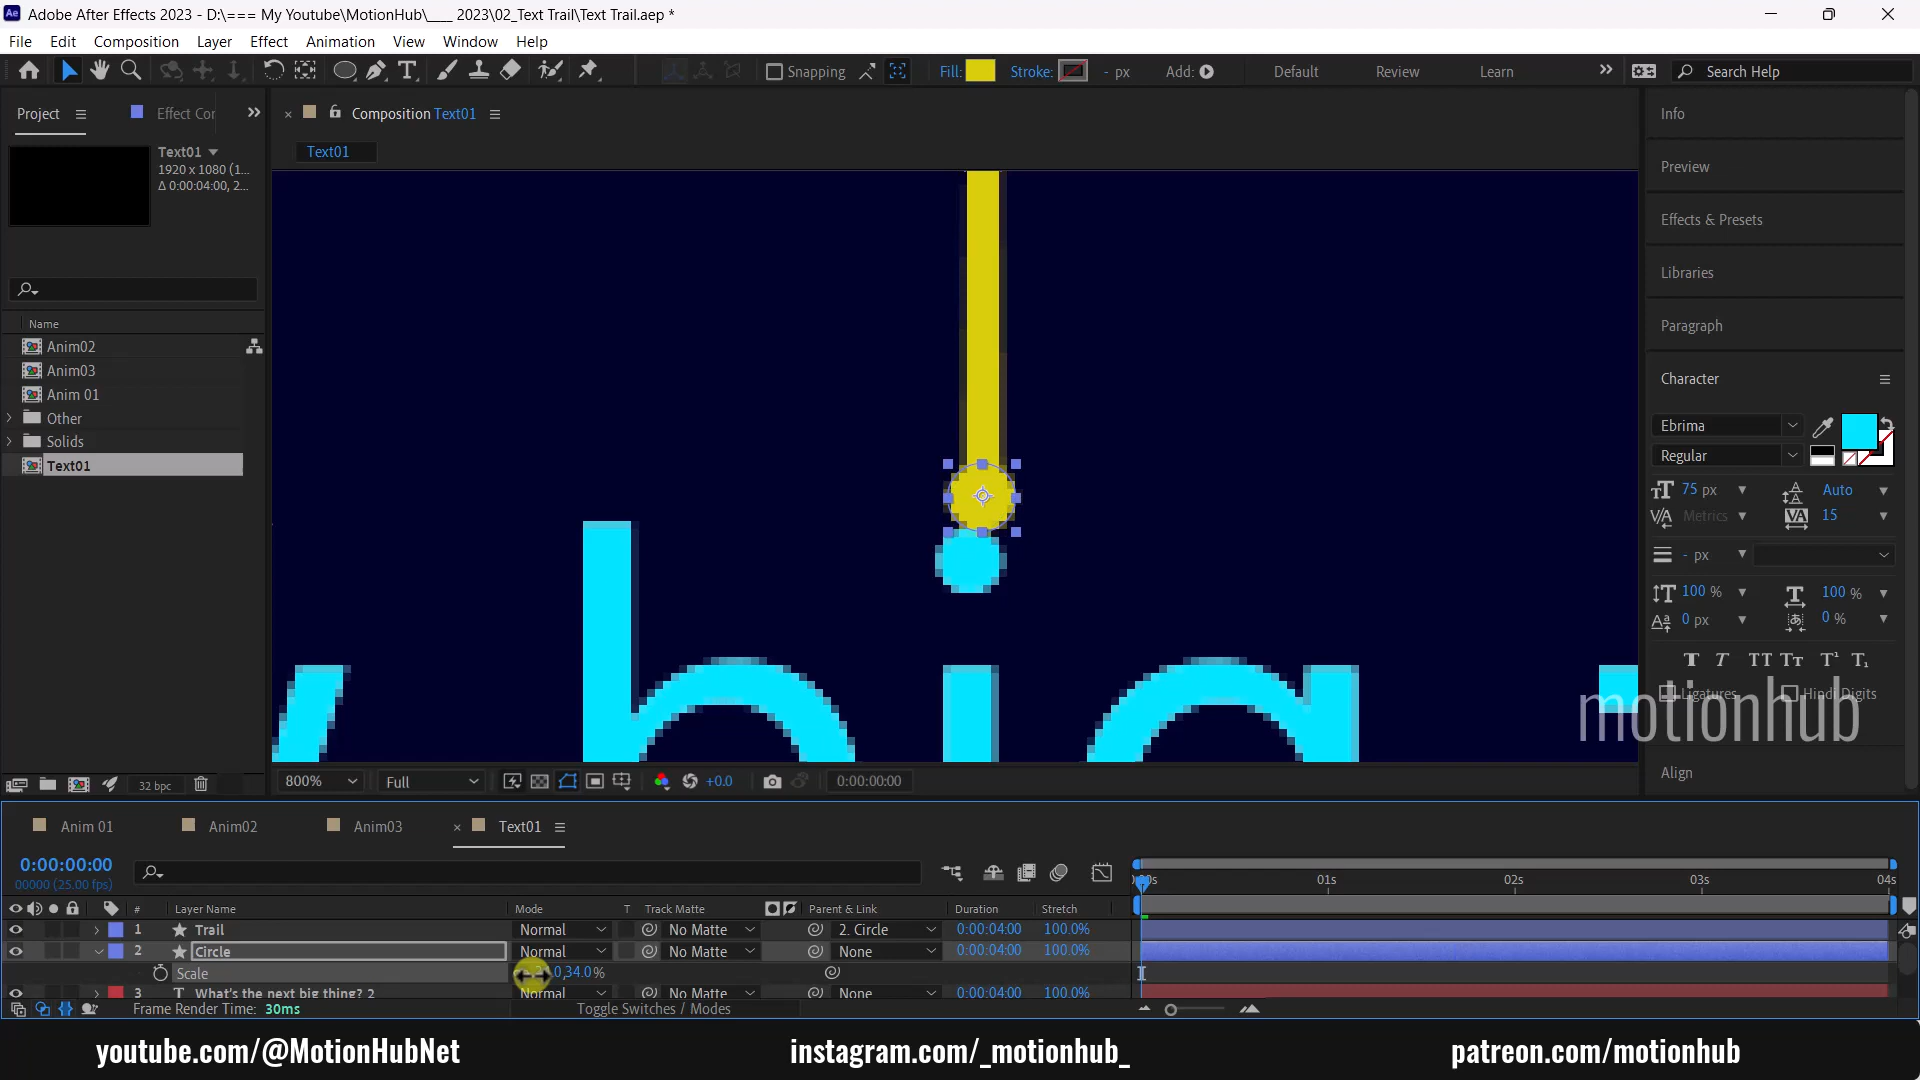 Adobe After Effects 2023 - D:\=== My Youtube\MotionHub\____ 2023\02_Text Trail\Text Trail.aep *
File Edit Composition Layer Effect Animation View Window Help
Snapping Fill: Stroke: - px Add: Default Review Learn Search Help
Project Effect Cor Composition Text01 Info
Text01
Text01
1920 x 1080 (1...
Δ 0:00:04:00, 2...
Preview
Effects & Presets
Libraries
Name
Anim02
Anim03
Anim 01
Other
Solids
Text01
Paragraph
Character
Ebrima
Regular
75 px Auto
Metrics 15
- px
100 % 100 %
0 px 0 %
T T TT Tт T¹ T₁
Ligatures Hindi Digits
motionhub
big
Align
32 bpc 800% Full +0.0 0:00:00:00
Anim 01 Anim02 Anim03 Text01
0:00:00:00
00000 (25.00 fps)
01s 02s 03s 04s
# Layer Name Mode T Track Matte Parent & Link Duration Stretch
1 Trail Normal No Matte 2. Circle 0:00:04:00 100.0%
2 Circle Normal No Matte None 0:00:04:00 100.0%
Scale ,34.0%
3 T What's the next big thing? 2 Normal No Matte None 0:00:04:00 100.0%
Frame Render Time: 30ms Toggle Switches / Modes
youtube.com/@MotionHubNet instagram.com/_motionhub_ patreon.com/motionhub